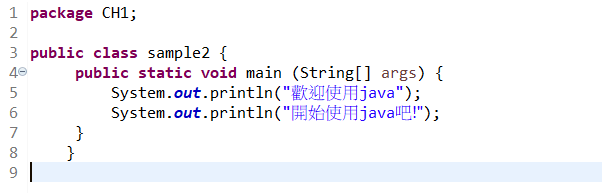 1 package CH1;
2
3 public class sample2 {
4 public static void main (String[] args) {
5 System.out.println("歡迎使用java");
6 System.out.println("開始使用java吧!");
7 }
8 }
9